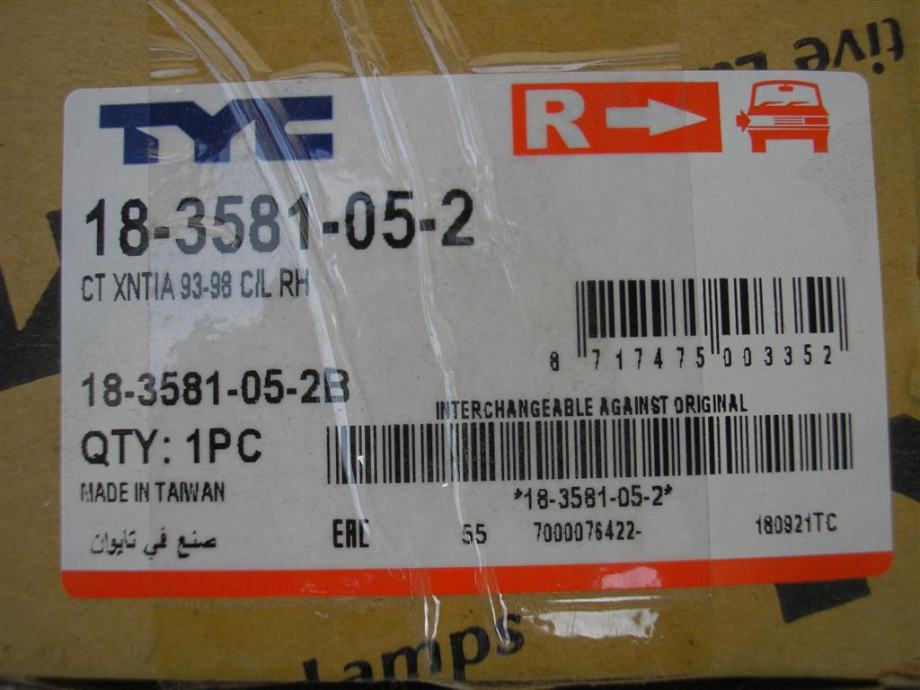 tive La
TYC
R
18-3581-05-2
CT XNTIA 93-98 C/L RH
8 717475 003352
18-3581-05-2B
INTERCHANGEABLE AGAINST ORIGINAL
QTY: 1PC
*18-3581-05-2*
MADE IN TAIWAN
صنع في تايوان
EAC
55
7000076422-
180921TC
Lamps